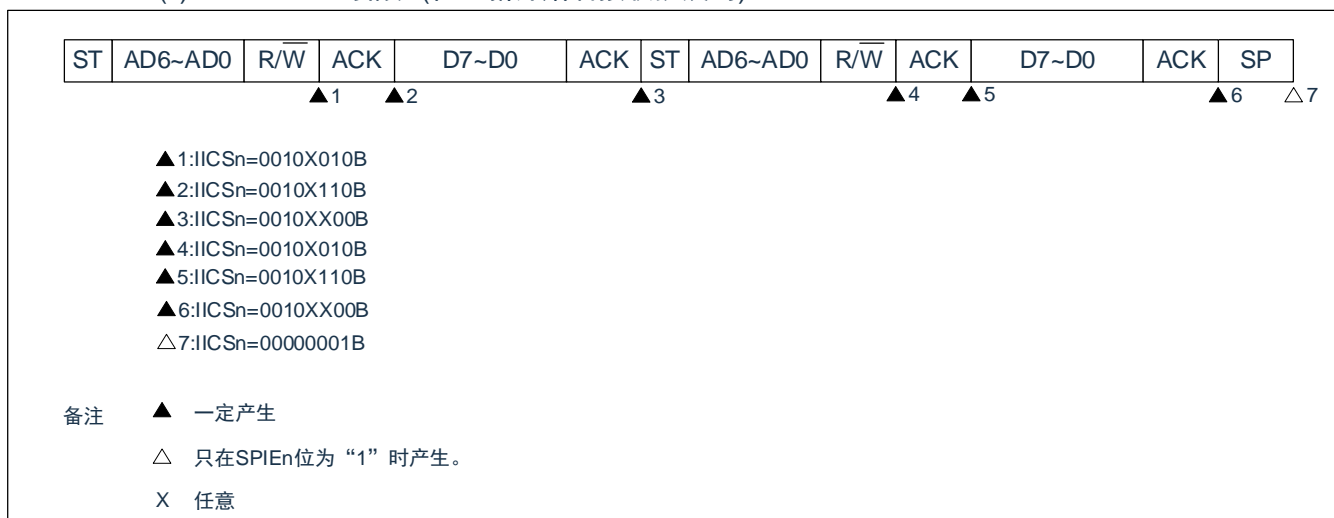 ST AD6~AD0 R/W ACK D7~D0 ACK ST AD6~AD0 R/W ACK D7~D0 ACK SP
▲1 ▲2 ▲3 ▲4 ▲5 ▲6 △7
▲1:IICSn=0010X010B
▲2:IICSn=0010X110B
▲3:IICSn=0010XX00B
▲4:IICSn=0010X010B
▲5:IICSn=0010X110B
▲6:IICSn=0010XX00B
△7:IICSn=00000001B
备注 ▲ 一定产生
△ 只在SPIEn位为“1”时产生。
X 任意